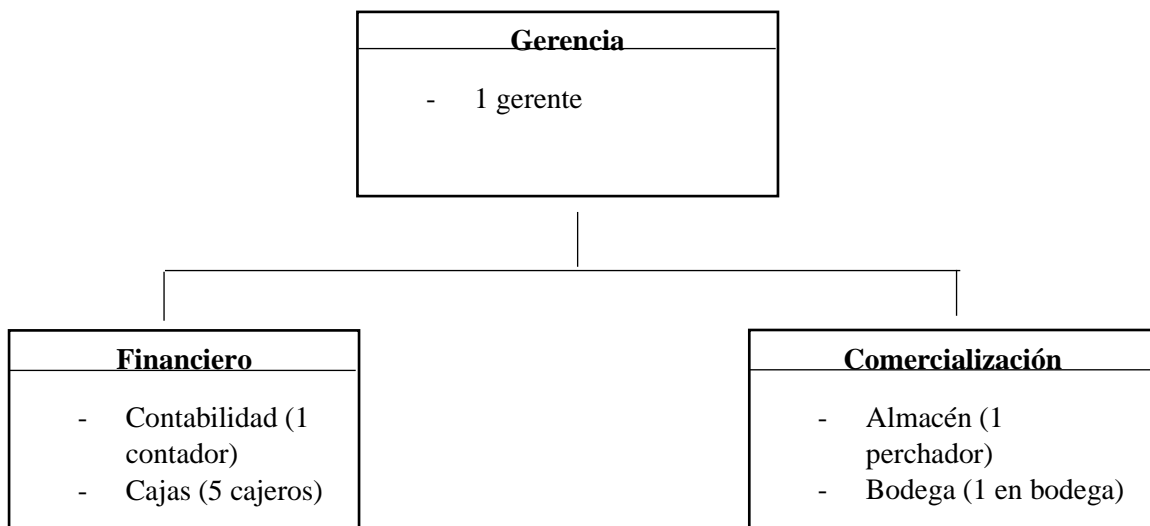 Gerencia
- 1 gerente
Financiero
- Contabilidad (1
contador)
- Cajas (5 cajeros)
Comercialización
- Almacén (1
perchador)
- Bodega (1 en bodega)